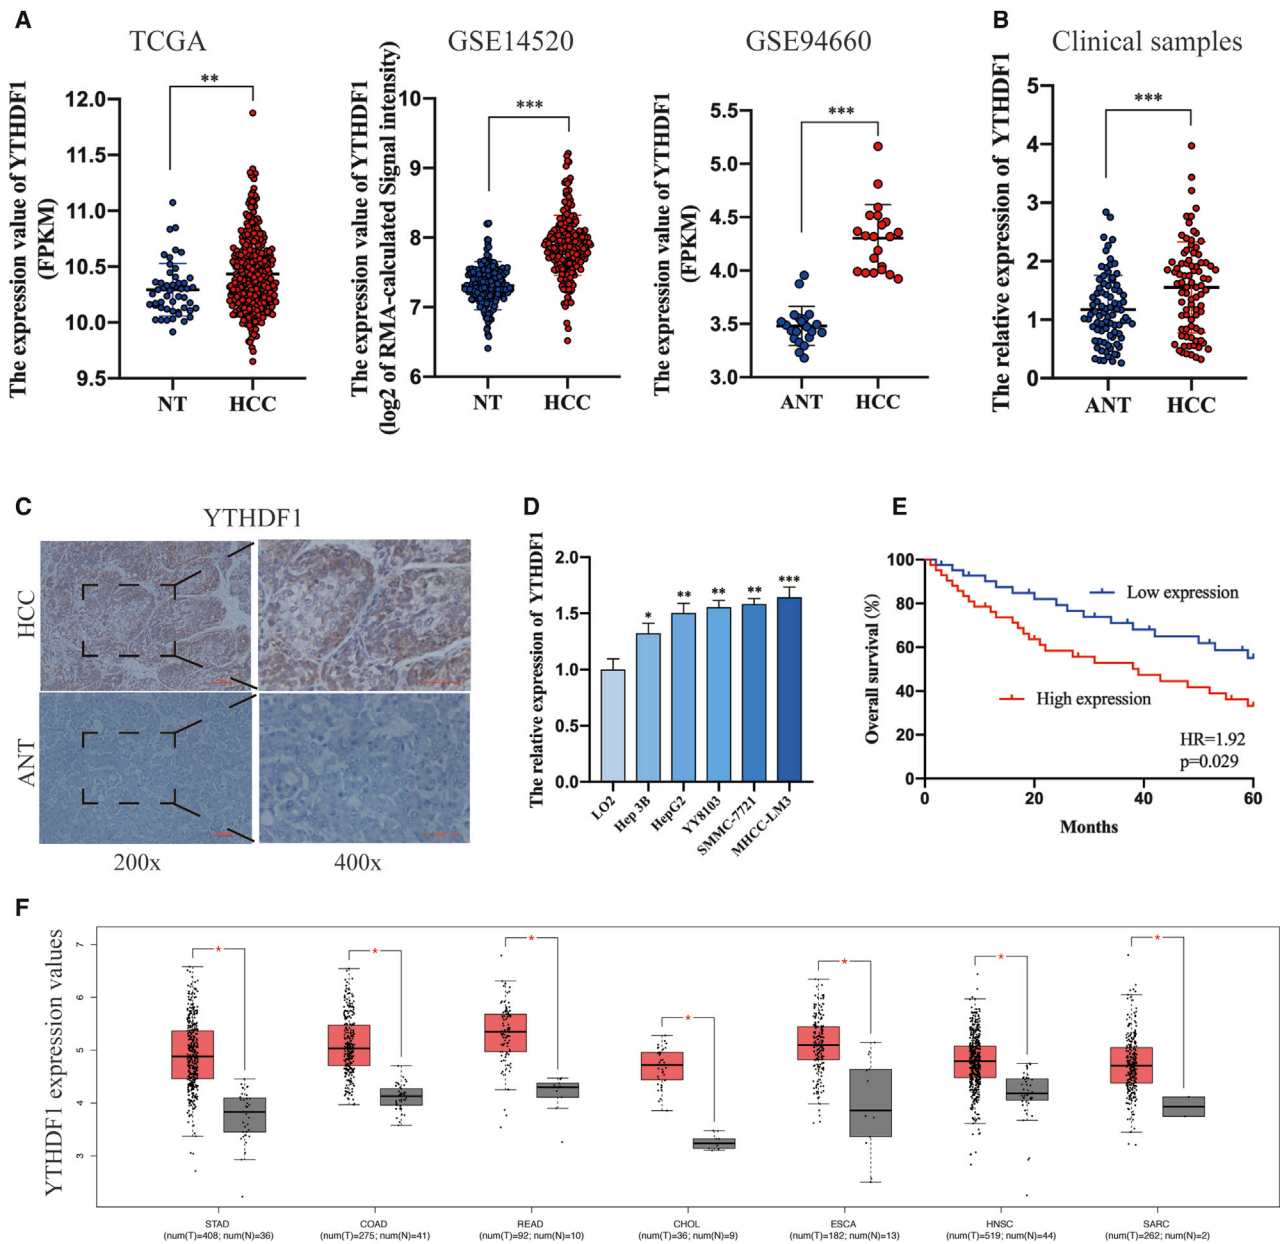 A
TCGA
The expression value of YTHDF1
(FPKM)
**
12.0
11.5
11.0
10.5
10.0
9.5
NT
HCC
GSE14520
The expression value of YTHDF1
(log2 of RMA-calculated Signal intensity)
***
10
9
8
7
6
NT
HCC
GSE94660
The expression value of YTHDF1
(FPKM)
***
5.5
5.0
4.5
4.0
3.5
3.0
ANT
HCC
B
Clinical samples
The relative expression of YTHDF1
***
5
4
3
2
1
0
ANT
HCC
C
YTHDF1
HCC
ANT
200x
400x
D
The relative expression of YTHDF1
2.0
1.5
1.0
0.5
0.0
*
**
**
**
***
LO2
Hep 3B
HepG2
YY8103
SMMC-7721
MHCC-LM3
E
Overall survival (%)
100
80
60
40
20
0
Low expression
High expression
HR=1.92
p=0.029
0
20
40
60
Months
F
YTHDF1 expression values
7
6
5
4
3
*
*
*
*
*
*
*
STAD
(num(T)=408; num(N)=36)
COAD
(num(T)=275; num(N)=41)
READ
(num(T)=92; num(N)=10)
CHOL
(num(T)=36; num(N)=9)
ESCA
(num(T)=182; num(N)=13)
HNSC
(num(T)=519; num(N)=44)
SARC
(num(T)=262; num(N)=2)